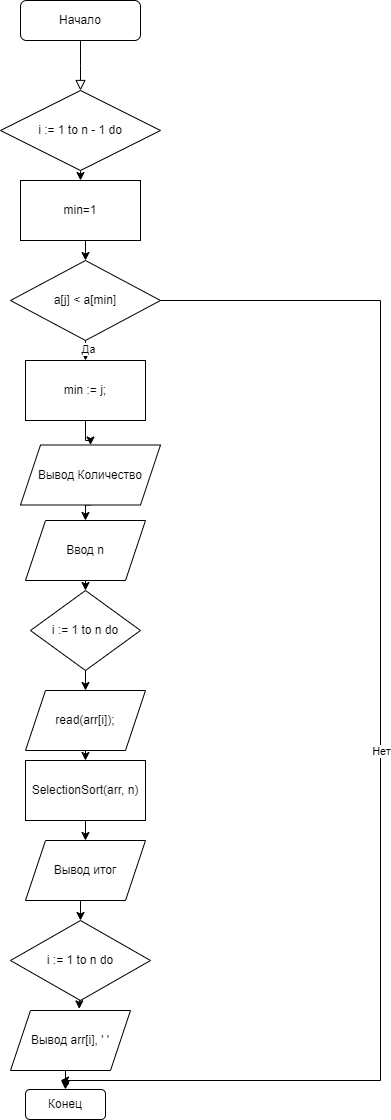 Начало
i := 1 to n - 1 do
min=1
a[j] < a[min]
Да
min := j;
Вывод Количество
Ввод n
i := 1 to n do
read(arr[i]);
Нет
SelectionSort(arr, n)
Вывод итог
i := 1 to n do
Вывод arr[i], ' '
Конец